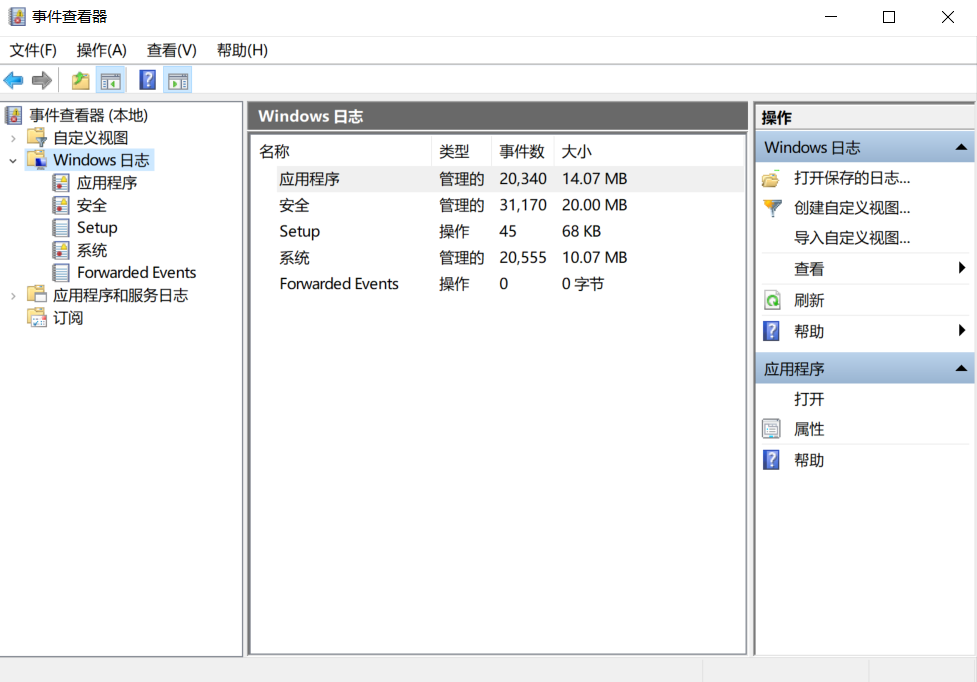 事件查看器
文件(F) 操作(A) 查看(V) 帮助(H)
事件查看器 (本地)
自定义视图
Windows 日志
应用程序
安全
Setup
系统
Forwarded Events
应用程序和服务日志
订阅
Windows 日志
名称 类型 事件数 大小
应用程序 管理的 20,340 14.07 MB
安全 管理的 31,170 20.00 MB
Setup 操作 45 68 KB
系统 管理的 20,555 10.07 MB
Forwarded Events 操作 0 0 字节
操作
Windows 日志
打开保存的日志...
创建自定义视图...
导入自定义视图...
查看
刷新
帮助
应用程序
打开
属性
帮助